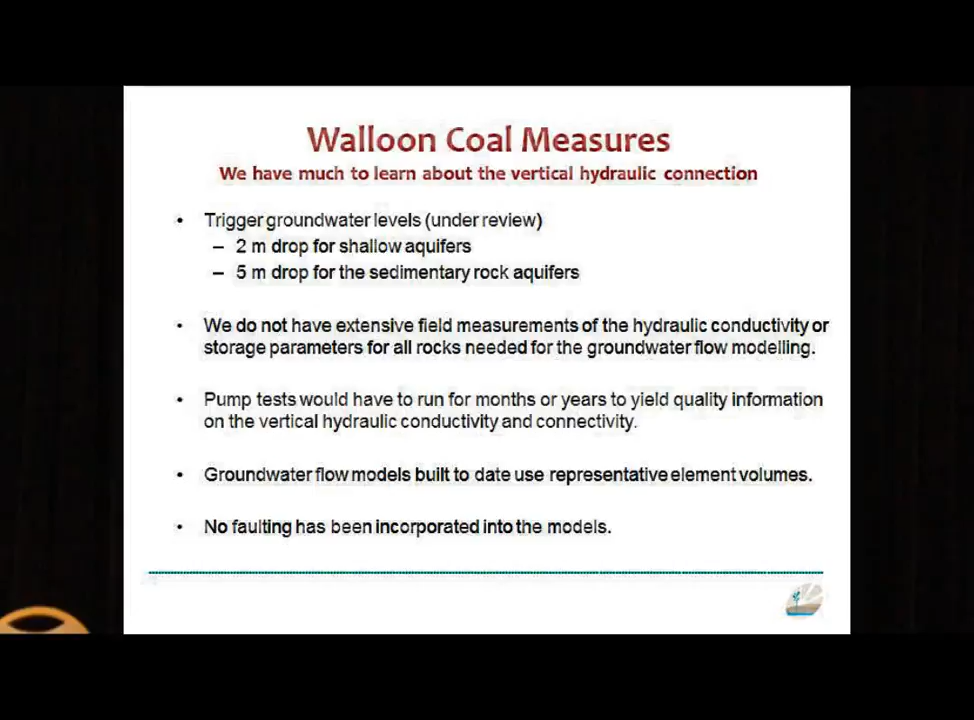 Walloon Coal Measures
We have much to learn about the vertical hydraulic connection
• Trigger groundwater levels (under review)
– 2 m drop for shallow aquifers
– 5 m drop for the sedimentary rock aquifers
• We do not have extensive field measurements of the hydraulic conductivity or
storage parameters for all rocks needed for the groundwater flow modelling.
• Pump tests would have to run for months or years to yield quality information
on the vertical hydraulic conductivity and connectivity.
• Groundwater flow models built to date use representative element volumes.
• No faulting has been incorporated into the models.